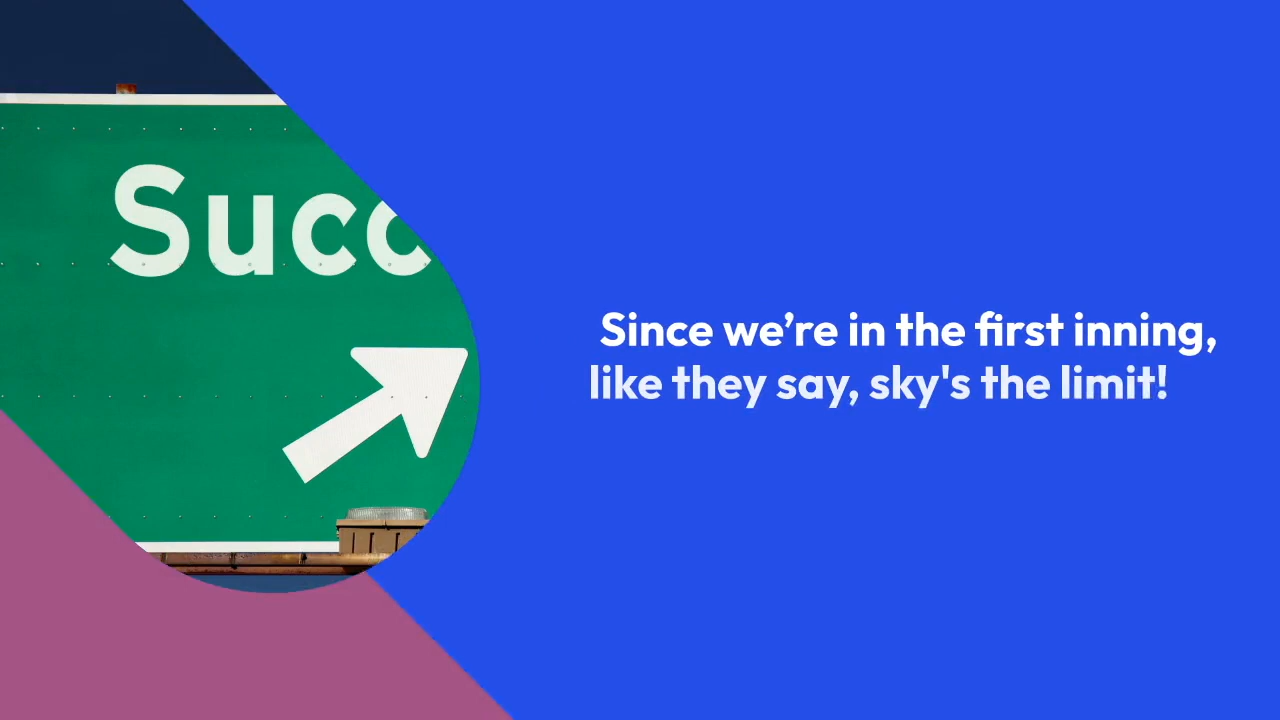 Succ
Since we’re in the first inning,
like they say, sky's the limit!